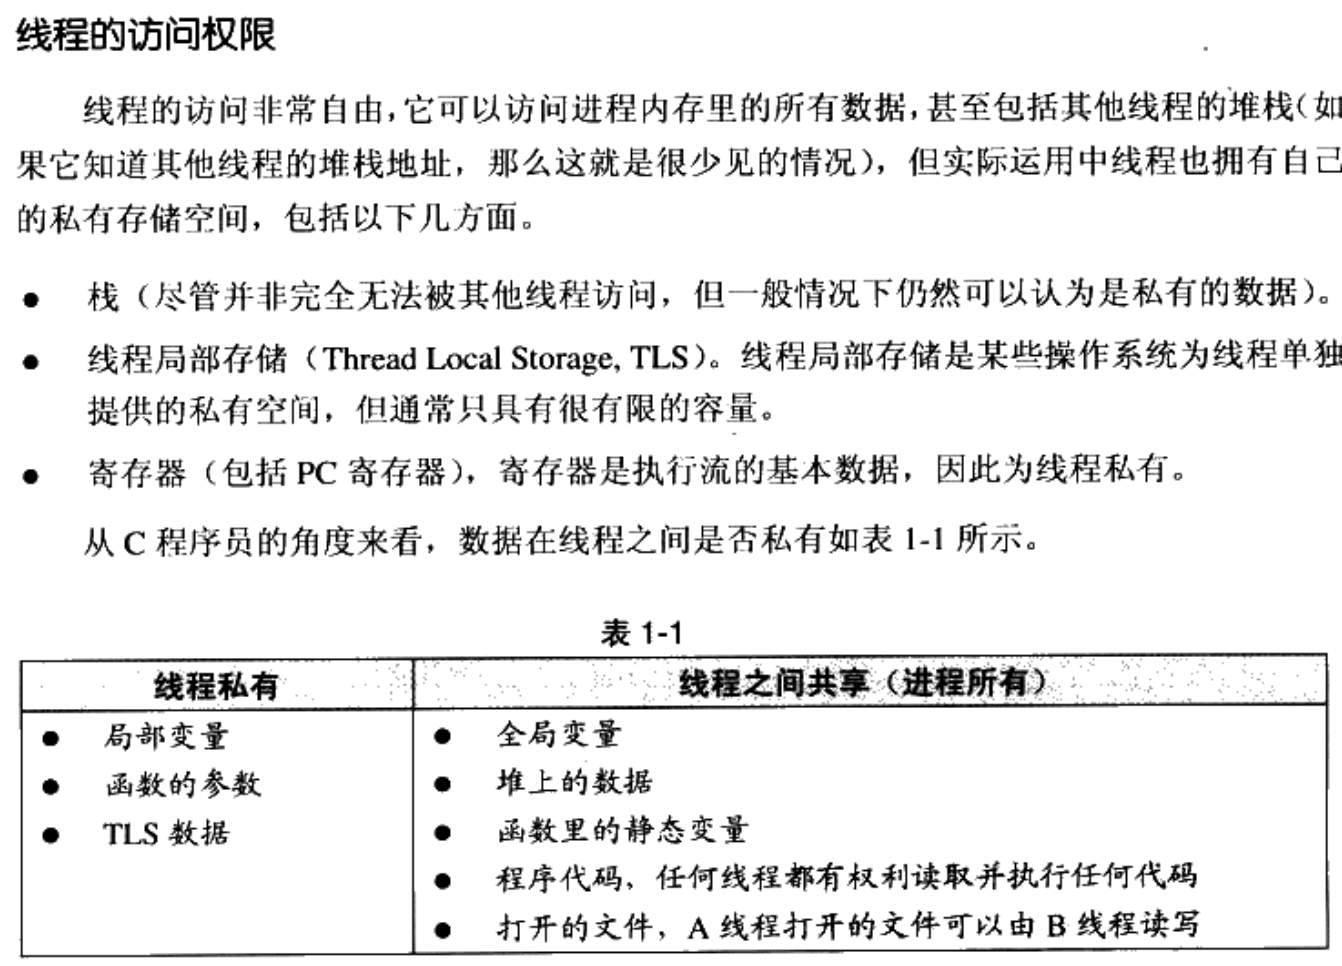 线程的访问权限
线程的访问非常自由，它可以访问进程内存里的所有数据，甚至包括其他线程的堆栈（如
果它知道其他线程的堆栈地址，那么这就是很少见的情况），但实际运用中线程也拥有自己
的私有存储空间，包括以下几方面。
● 栈（尽管并非完全无法被其他线程访问，但一般情况下仍然可以认为是私有的数据）。
● 线程局部存储（Thread Local Storage, TLS）。线程局部存储是某些操作系统为线程单独
提供的私有空间，但通常只具有很有限的容量。
● 寄存器（包括 PC 寄存器），寄存器是执行流的基本数据，因此为线程私有。
从 C 程序员的角度来看，数据在线程之间是否私有如表 1-1 所示。
表 1-1
线程私有
线程之间共享（进程所有）
● 局部变量
● 函数的参数
● TLS 数据
● 全局变量
● 堆上的数据
● 函数里的静态变量
● 程序代码，任何线程都有权利读取并执行任何代码
● 打开的文件，A 线程打开的文件可以由 B 线程读写